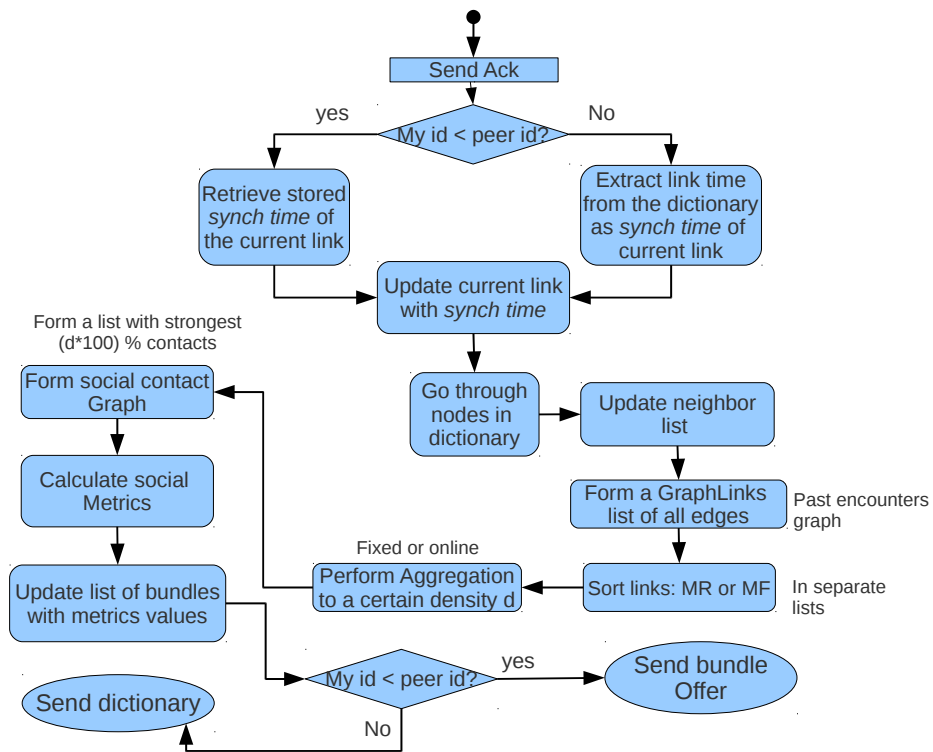 Send Ack
yes
My id < peer id?
No
Retrieve stored
synch time of
the current link
Extract link time
from the dictionary
as synch time of
current link
Update current link
with synch time
Form a list with strongest
(d*100) % contacts
Form social contact
Graph
Go through
nodes in
dictionary
Update neighbor
list
Calculate social
Metrics
Form a GraphLinks
list of all edges
Past encounters
graph
Fixed or online
Perform Aggregation
to a certain density d
Sort links: MR or MF
In separate
lists
Update list of bundles
with metrics values
My id < peer id?
yes
Send bundle
Offer
Send dictionary
No